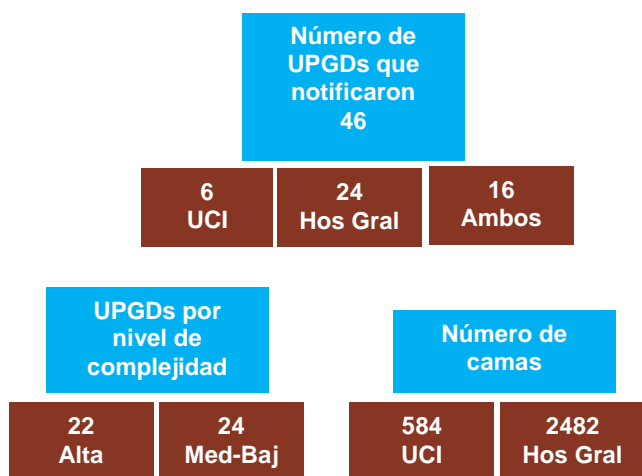 Número de
UPGDs que
notificaron
46
6
UCI
24
Hos Gral
16
Ambos
UPGDs por
nivel de
complejidad
22
Alta
24
Med-Baj
Número de
camas
584
UCI
2482
Hos Gral